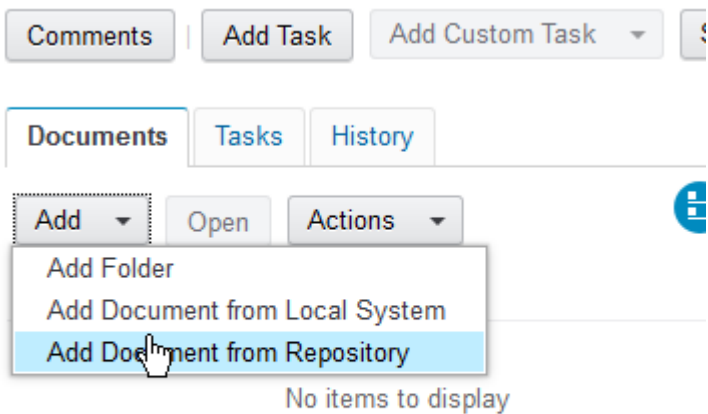 Comments | Add Task Add Custom Task S
Documents Tasks History
Add Open Actions
Add Folder
Add Document from Local System
Add Document from Repository
No items to display